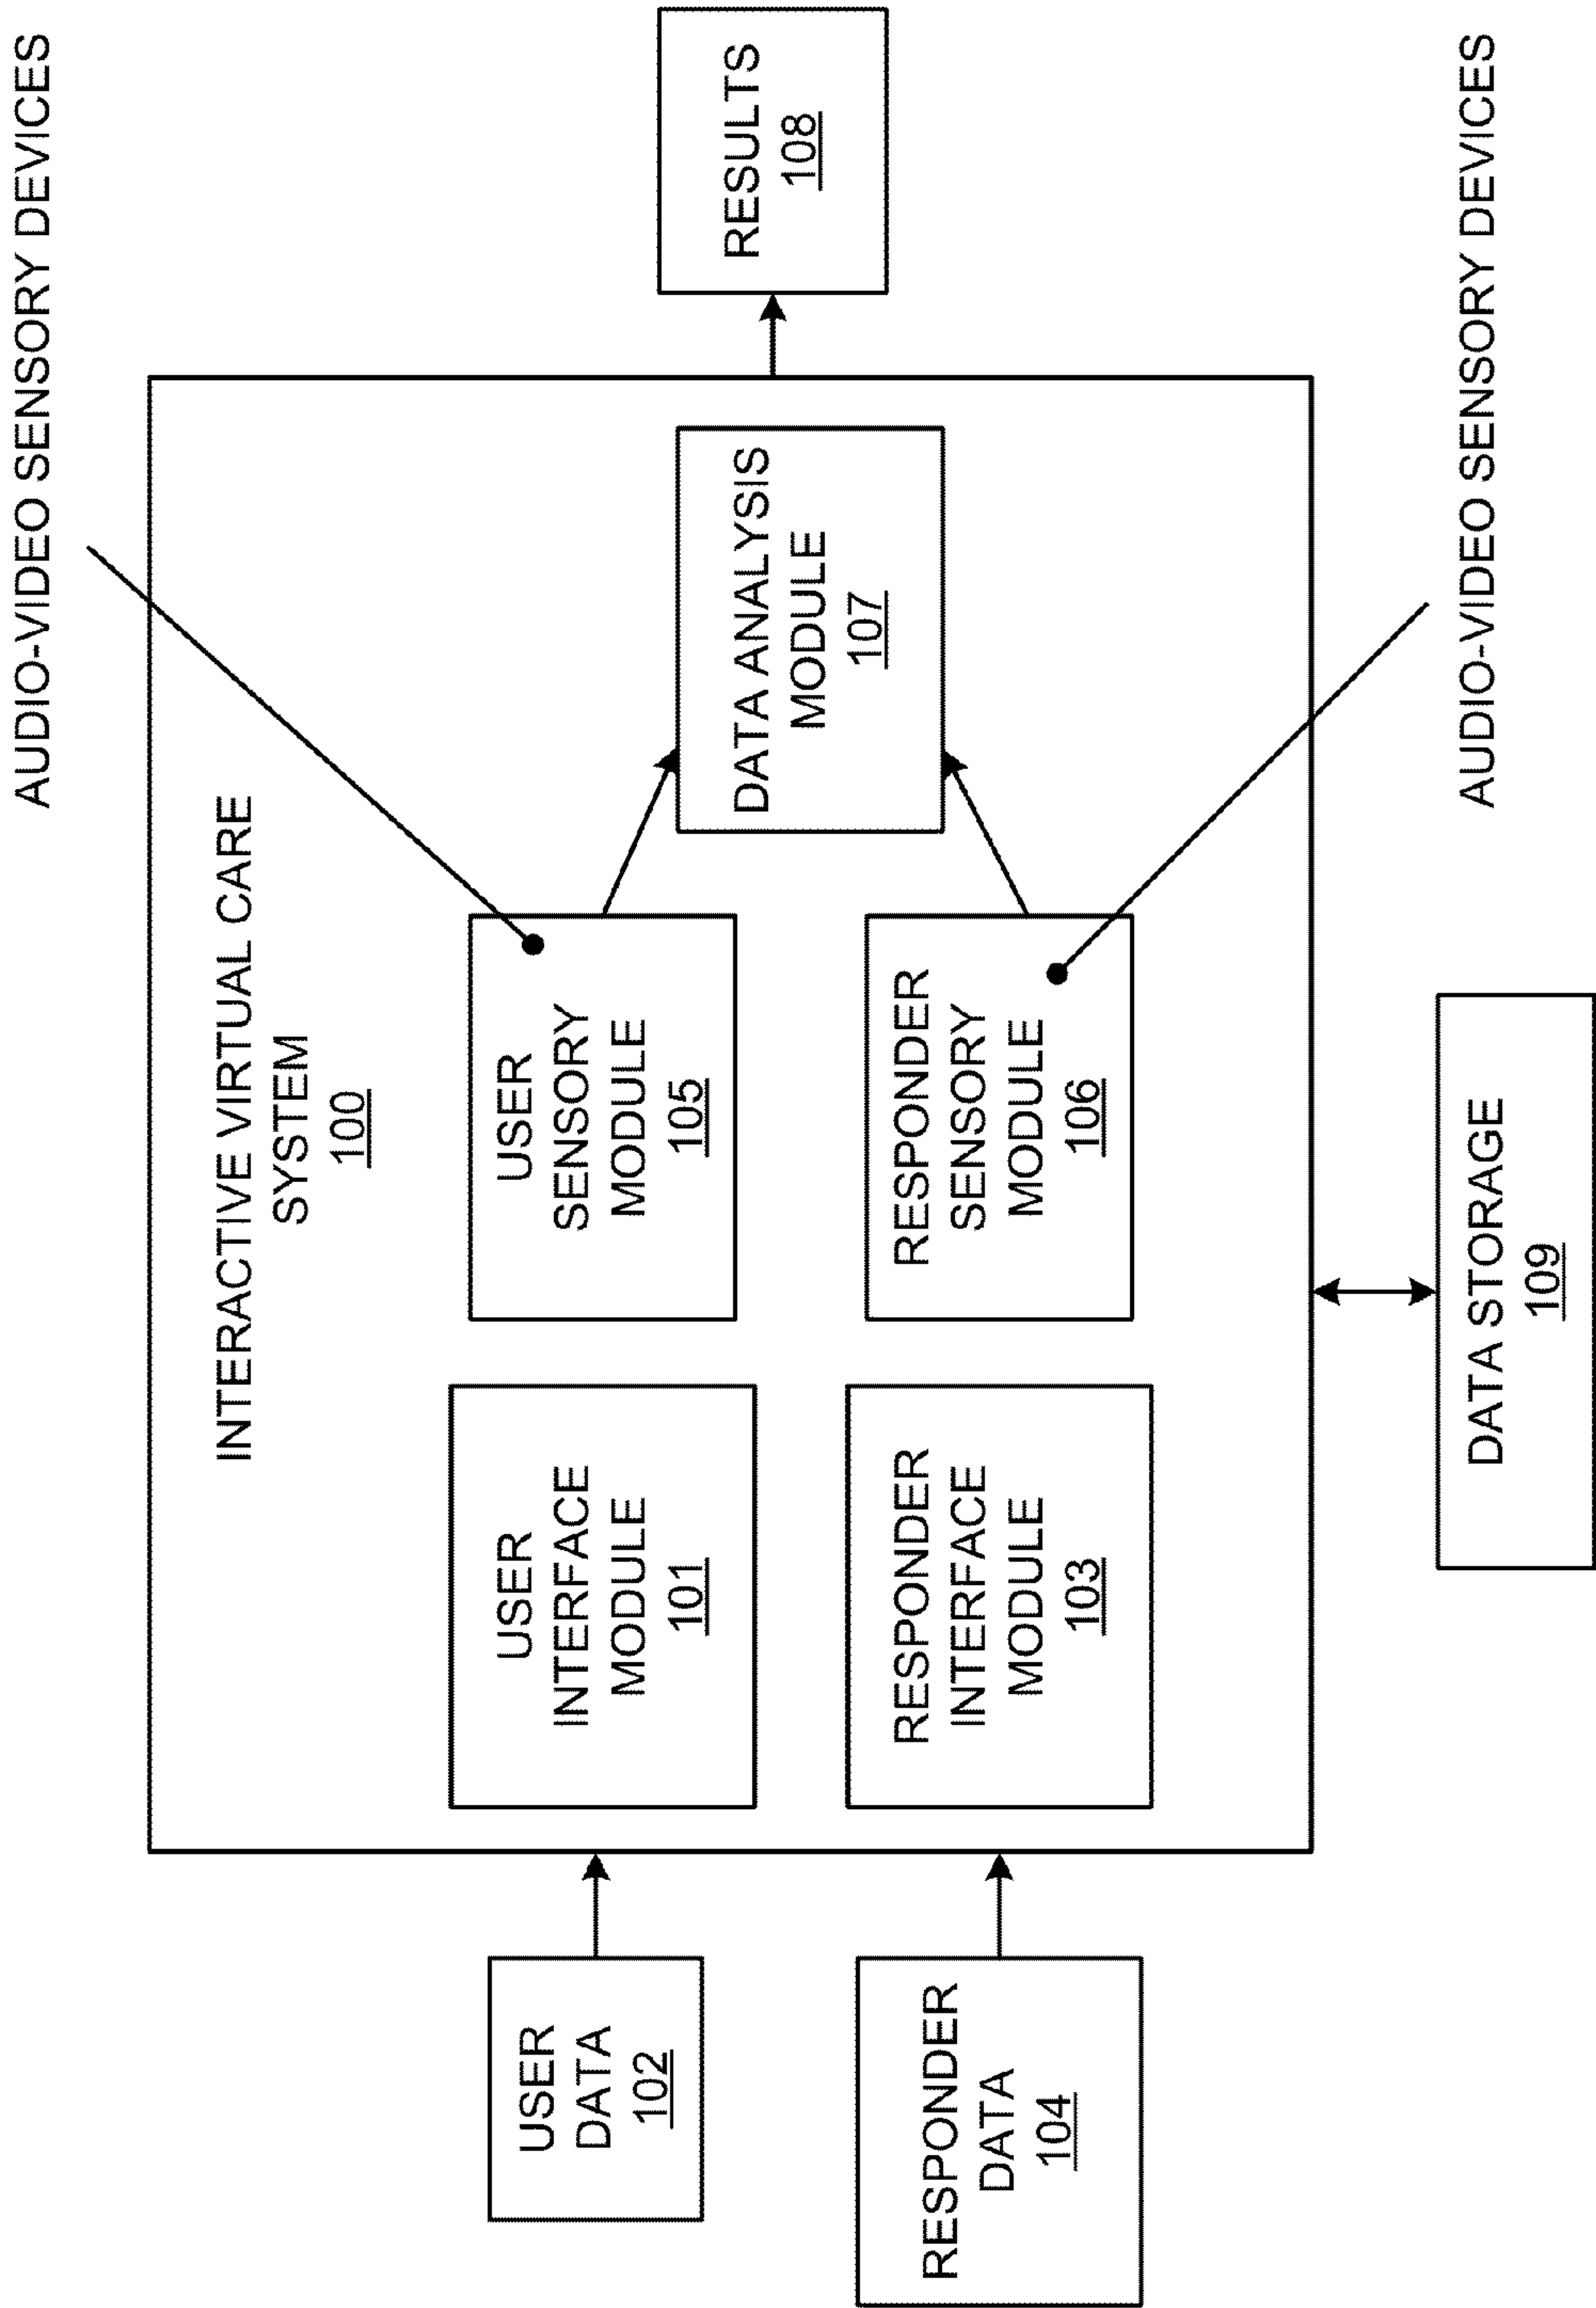 AUDIO-VIDEO SENSORY DEVICES
INTERACTIVE VIRTUAL CARE
SYSTEM
100
USER
DATA
102
USER
INTERFACE
MODULE
101
USER
SENSORY
MODULE
105
DATA ANALYSIS
MODULE
107
RESULTS
108
RESPONDER
DATA
104
RESPONDER
INTERFACE
MODULE
103
RESPONDER
SENSORY
MODULE
106
DATA STORAGE
109
AUDIO-VIDEO SENSORY DEVICES